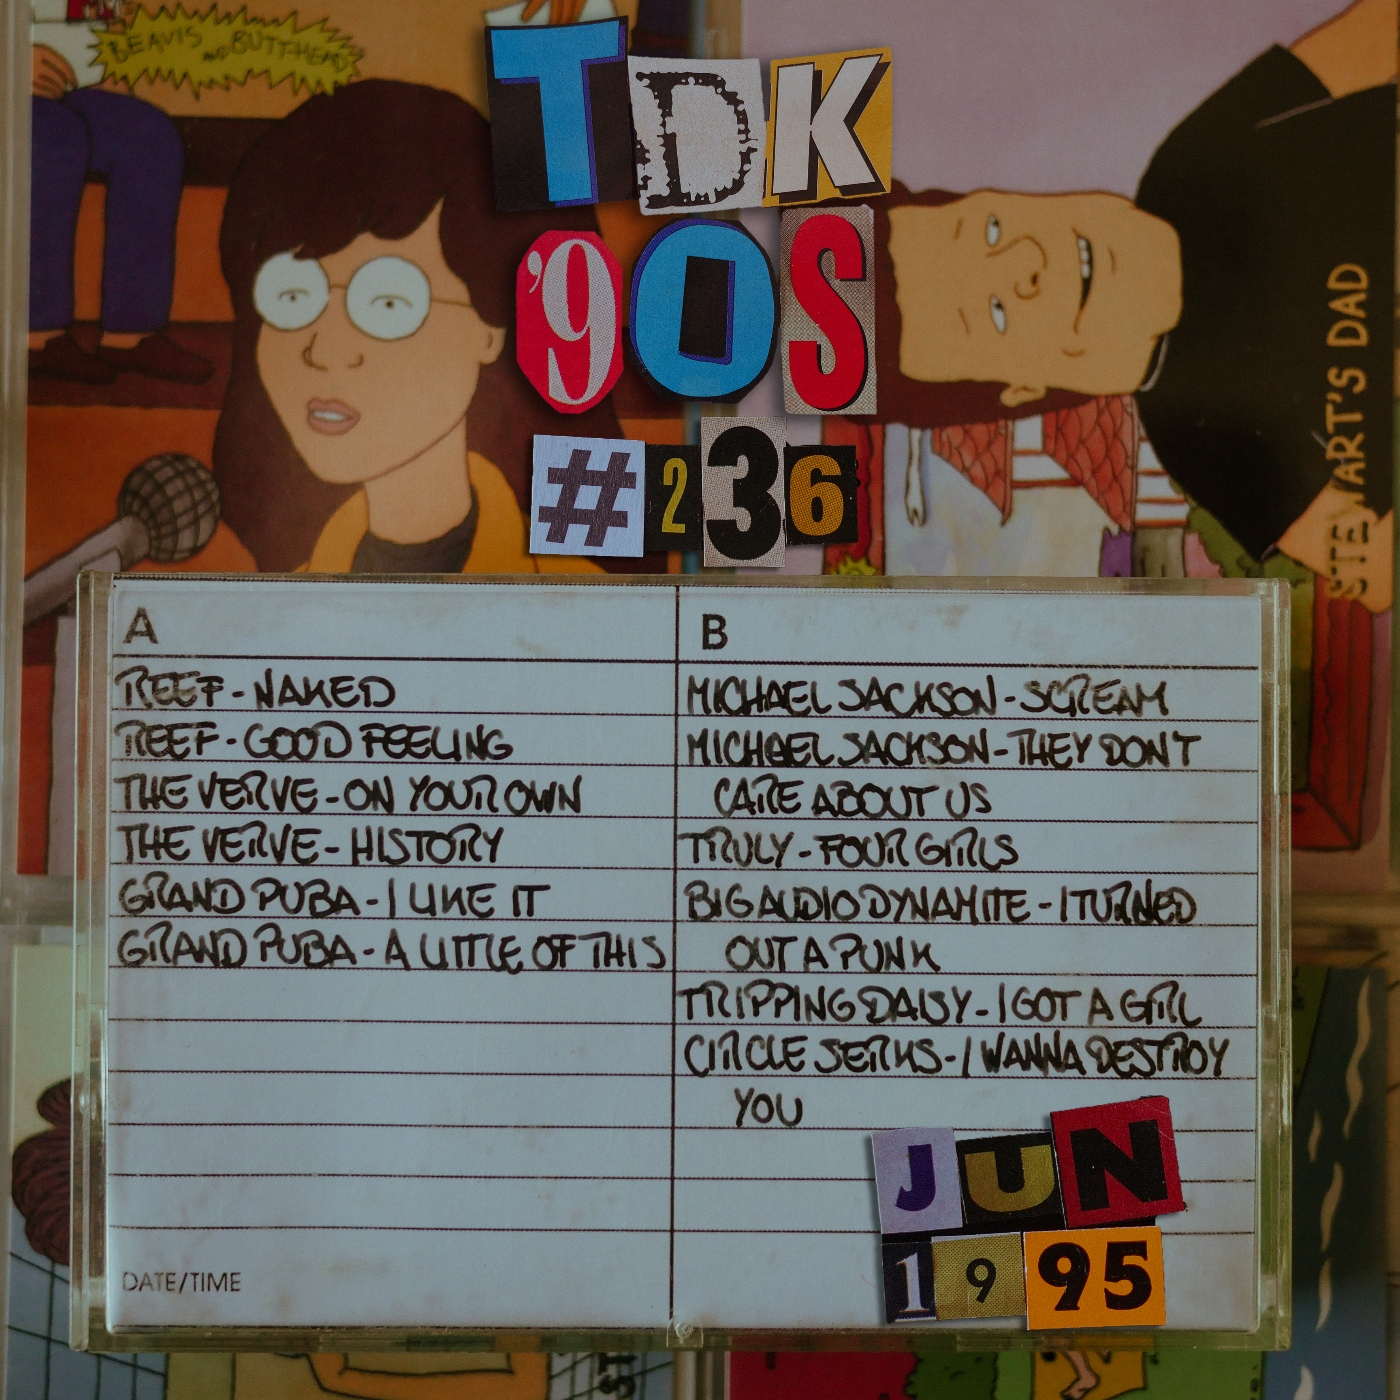 BEAVIS AND BUTT-HEAD
TDK
'90S
#236
STEWART'S DAD
A
REEF - NAKED
REEF - GOOD FEELING
THE VERVE - ON YOUR OWN
THE VERVE - HISTORY
GRAND PUBA - I LIKE IT
GRAND PUBA - A LITTLE OF THIS
DATE/TIME
B
MICHAEL JACKSON - SCREAM
MICHAEL JACKSON - THEY DON'T
CARE ABOUT US
TRULY - FOUR GIRLS
BIG AUDIO DYNAMITE - I TURNED
OUT A PUNK
TRIPPING DAISY - I GOT A GIRL
CIRCLE JERKS - I WANNA DESTROY
YOU
JUN
1995